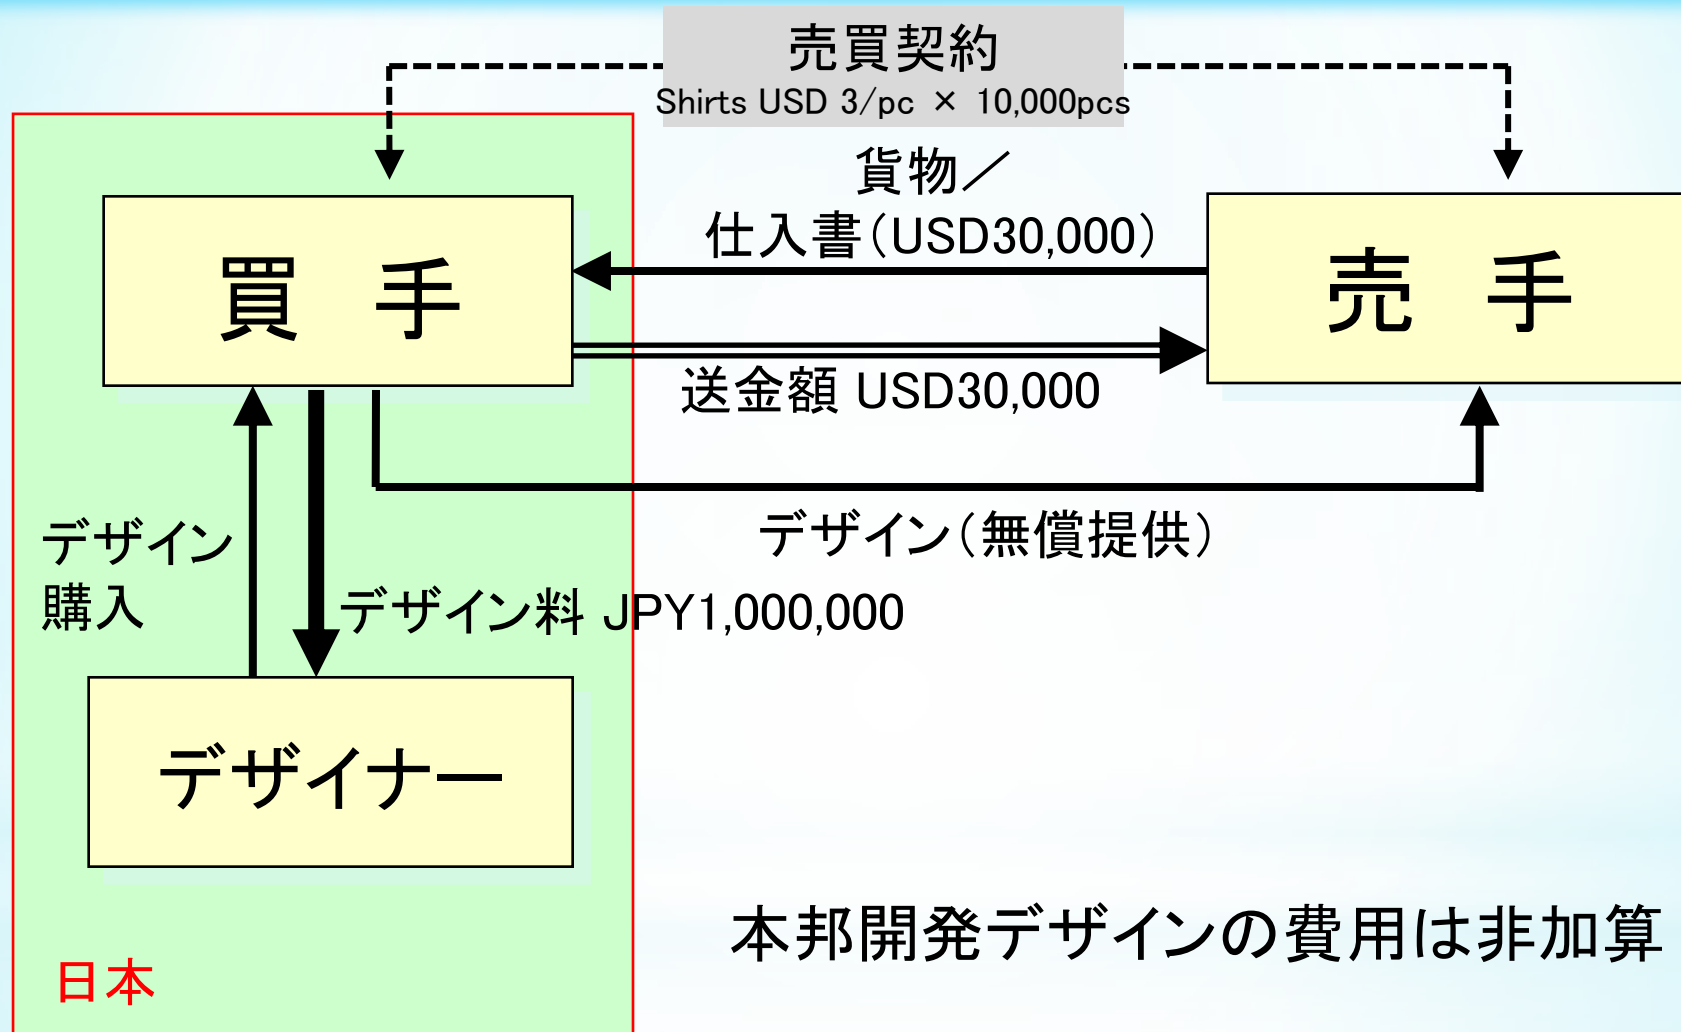 売買契約
Shirts USD 3/pc × 10,000pcs
貨物／
仕入書（USD30,000）
買　手
売　手
送金額 USD30,000
デザイン（無償提供）
デザイン
購入
デザイン料 JPY1,000,000
デザイナー
本邦開発デザインの費用は非加算
日本